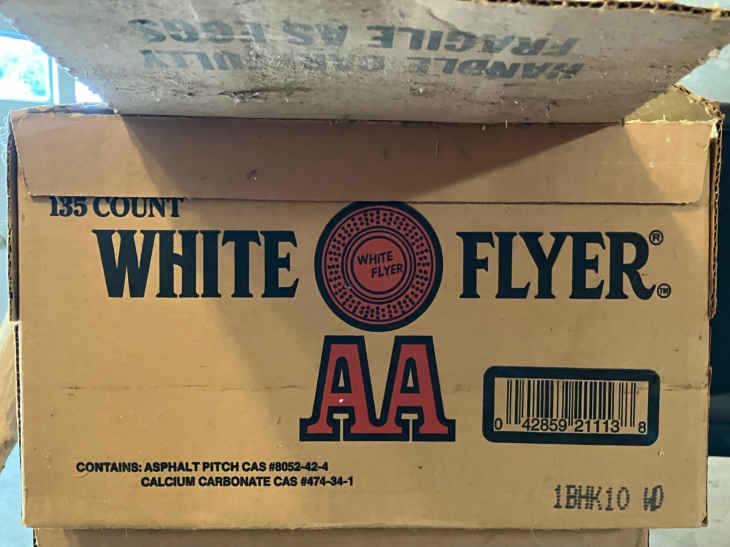 HANDLE CAREFULLY
FRAGILE AS EGGS
135 COUNT
WHITE FLYER®
™
WHITE
FLYER
AA
0 42859 21113 8
CONTAINS: ASPHALT PITCH CAS #8052-42-4
CALCIUM CARBONATE CAS #474-34-1
1BHK10 WD